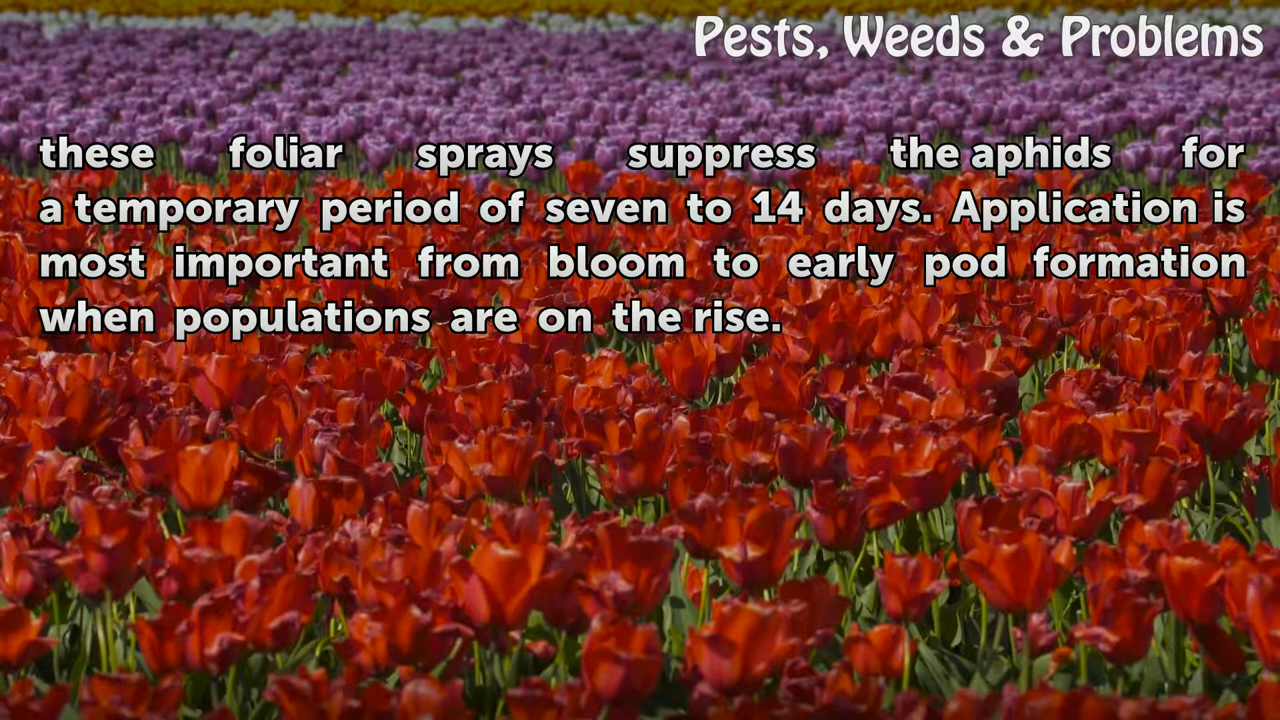 Pests, Weeds & Problems
these foliar sprays suppress the aphids for
a temporary period of seven to 14 days. Application is
most important from bloom to early pod formation
when populations are on the rise.